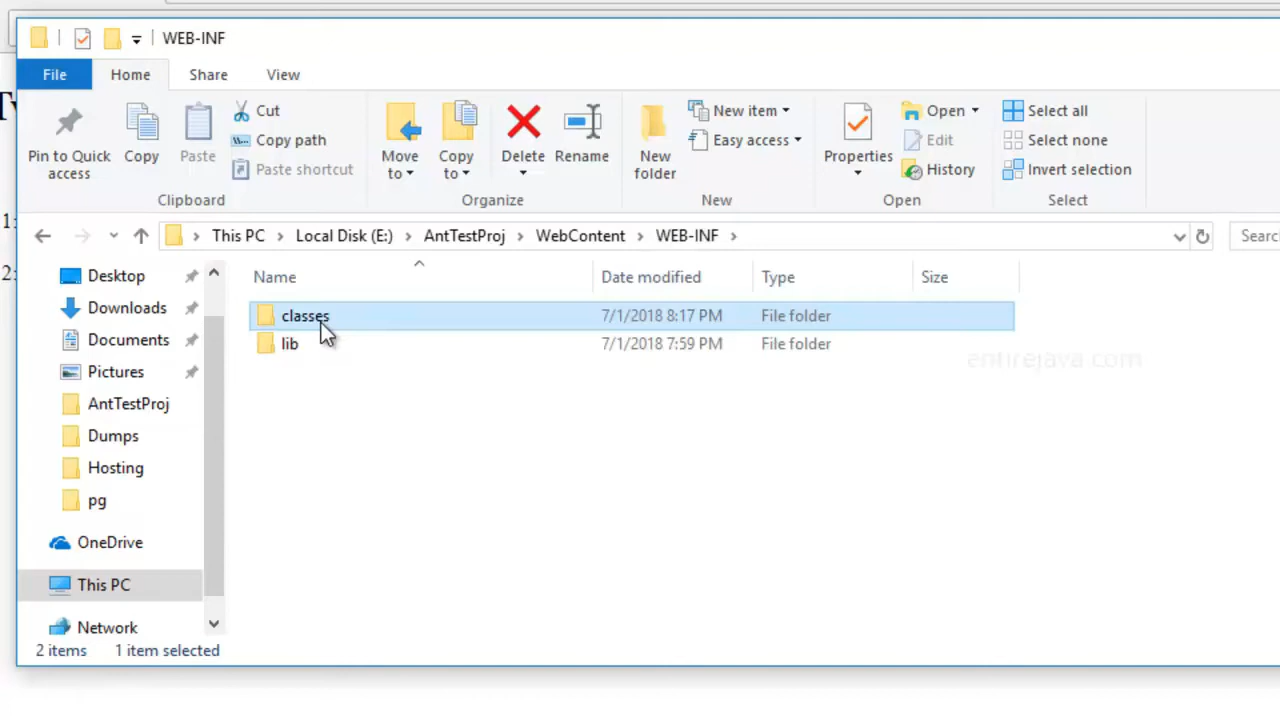 WEB-INF
File Home Share View
Pin to Quick access
Copy
Paste
Cut
Copy path
Paste shortcut
Clipboard
Move to
Copy to
Delete
Rename
Organize
New folder
New item
Easy access
New
Properties
Open
Edit
History
Open
Select all
Select none
Invert selection
Select
This PC > Local Disk (E:) > AntTestProj > WebContent > WEB-INF >
Name Date modified Type Size
classes 7/1/2018 8:17 PM File folder
lib 7/1/2018 7:59 PM File folder
entirejava.com
Desktop
Downloads
Documents
Pictures
AntTestProj
Dumps
Hosting
pg
OneDrive
This PC
Network
2 items 1 item selected
1:
2: